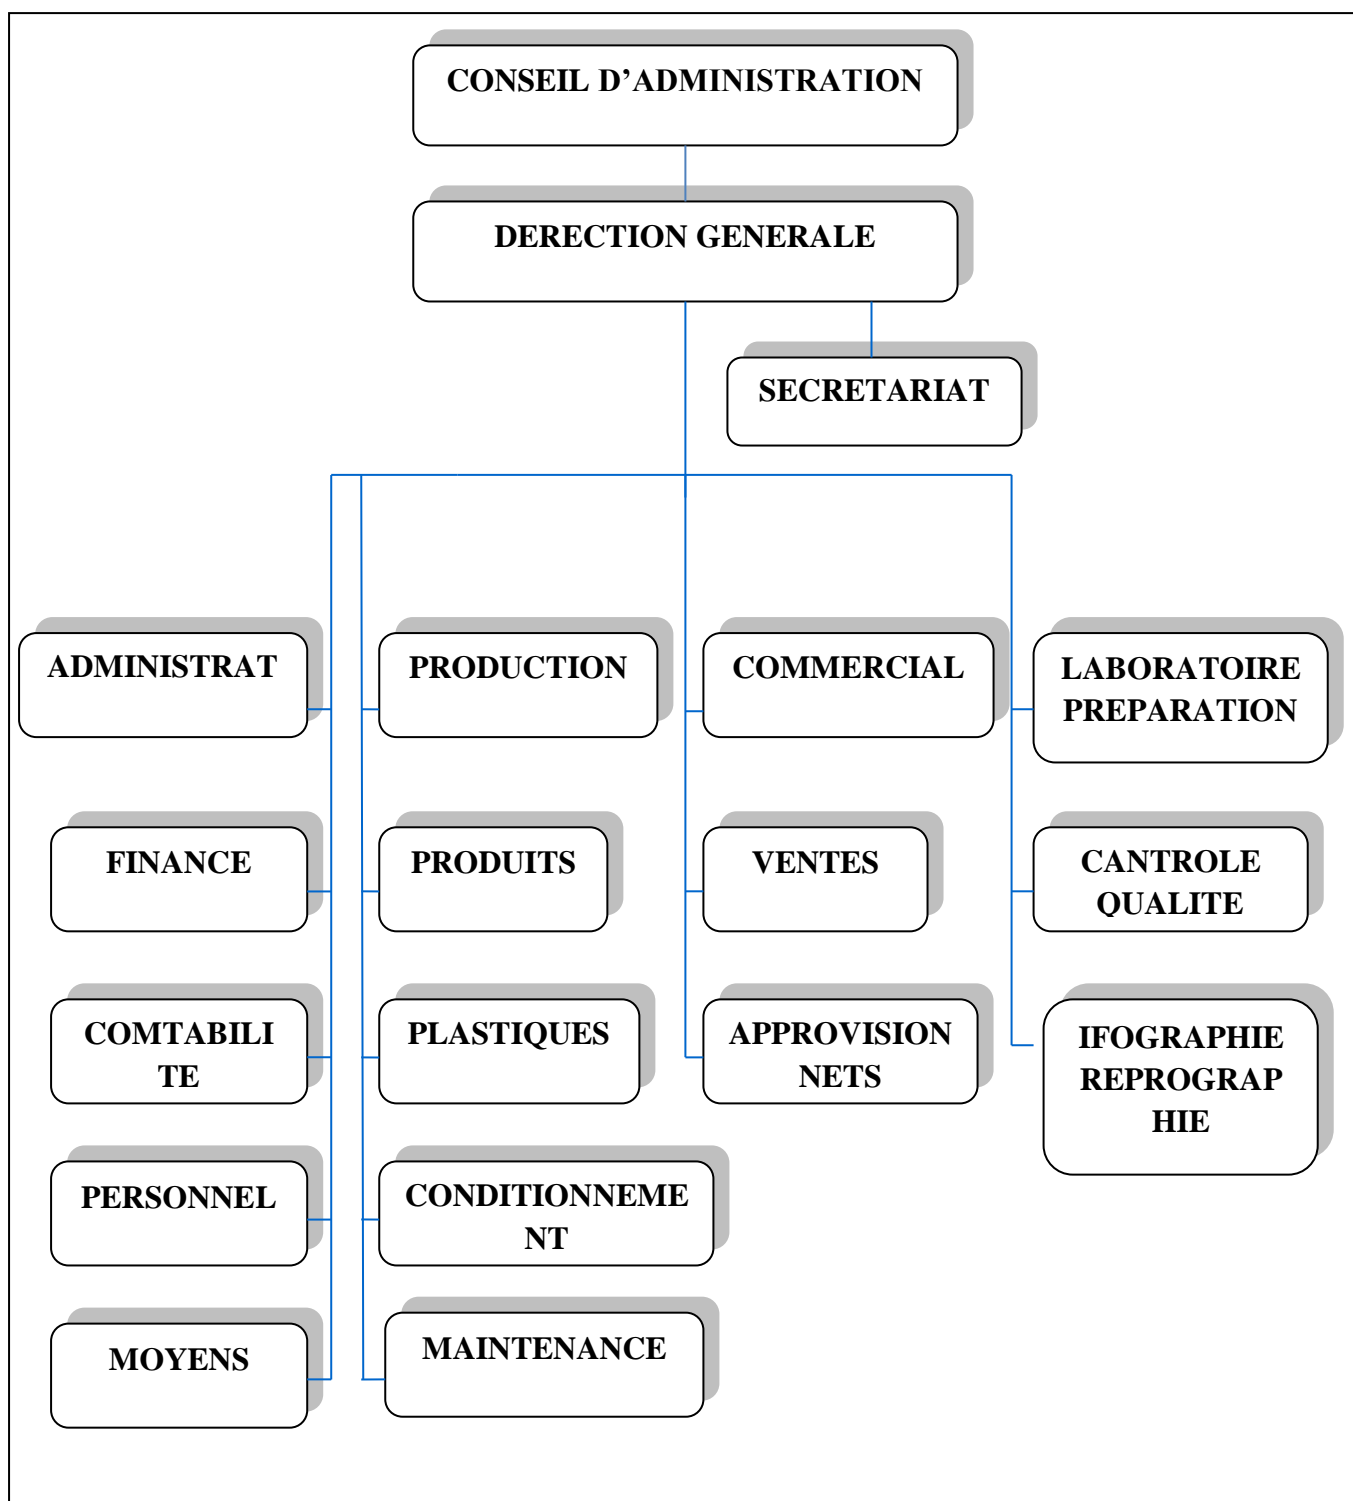 CONSEIL D’ADMINISTRATION
DERECTION GENERALE
SECRETARIAT
ADMINISTRAT
PRODUCTION
COMMERCIAL
LABORATOIRE
PREPARATION
FINANCE
PRODUITS
VENTES
CANTROLE
QUALITE
COMTABILI
TE
PLASTIQUES
APPROVISION
NETS
IFOGRAPHIE
REPROGRAP
HIE
PERSONNEL
CONDITIONNEME
NT
MOYENS
MAINTENANCE